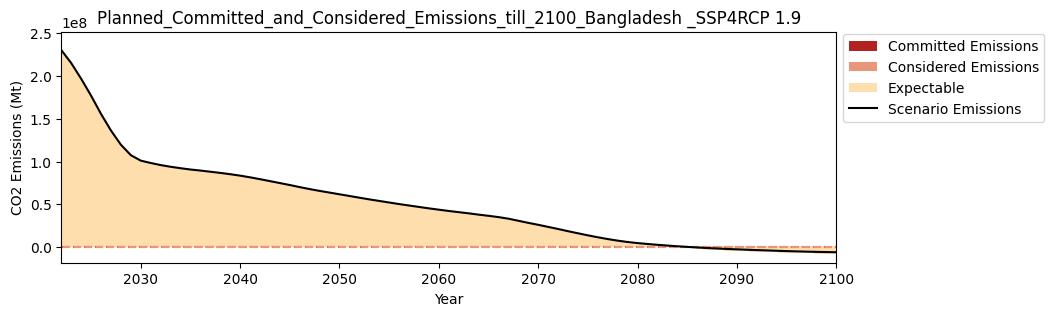 Planned_Committed_and_Considered_Emissions_till_2100_Bangladesh _SSP4RCP 1.9
1e8
2.5
2.0
1.5
1.0
0.5
0.0
CO2 Emissions (Mt)
2030 2040 2050 2060 2070 2080 2090 2100
Year
Committed Emissions
Considered Emissions
Expectable
Scenario Emissions